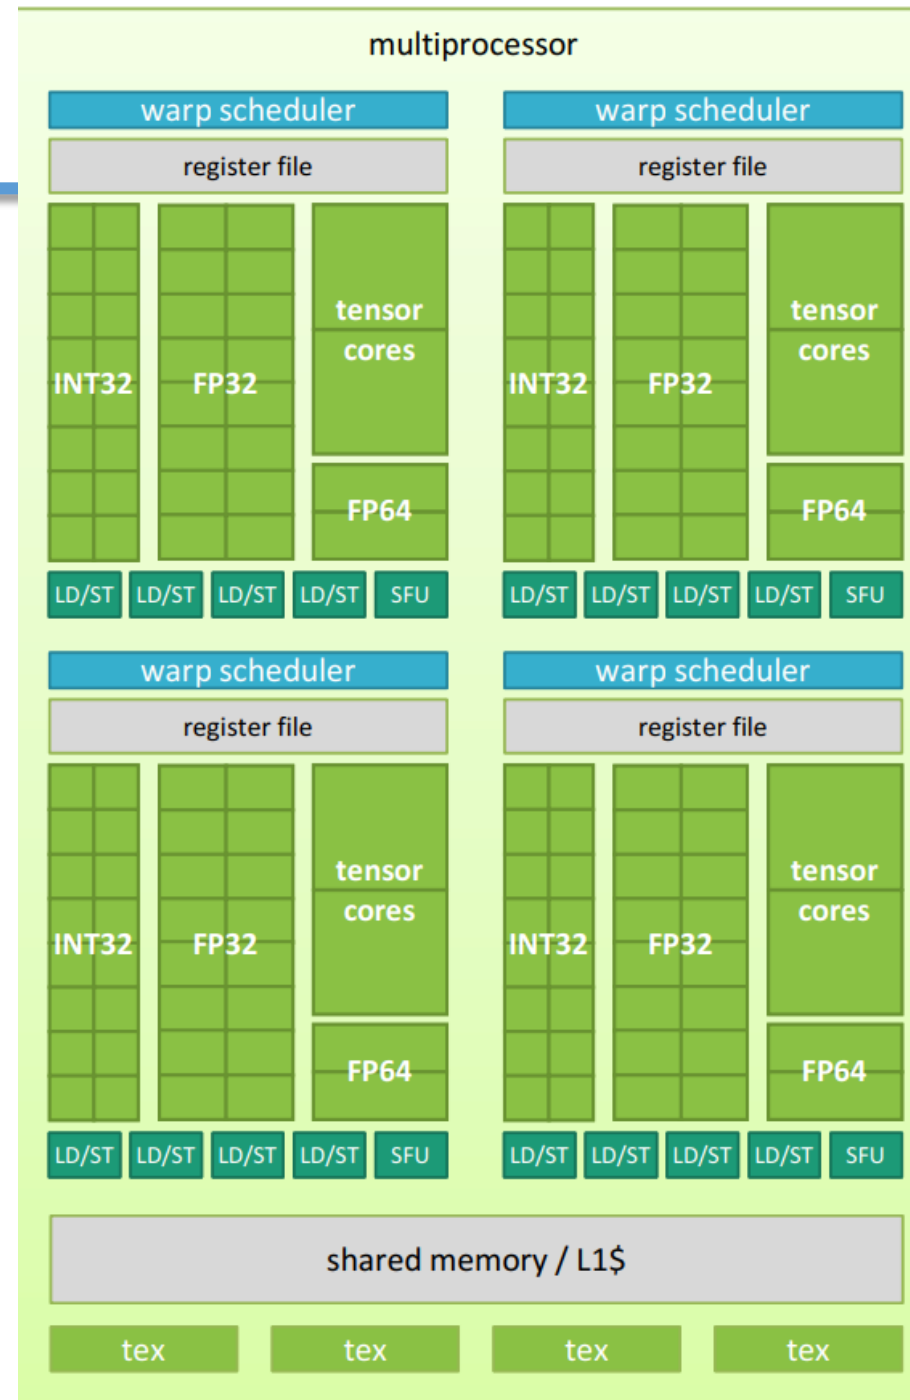 multiprocessor
warp scheduler
register file
INT32
FP32
tensor
cores
FP64
LD/ST LD/ST LD/ST LD/ST SFU
warp scheduler
register file
INT32
FP32
tensor
cores
FP64
LD/ST LD/ST LD/ST LD/ST SFU
warp scheduler
register file
INT32
FP32
tensor
cores
FP64
LD/ST LD/ST LD/ST LD/ST SFU
warp scheduler
register file
INT32
FP32
tensor
cores
FP64
LD/ST LD/ST LD/ST LD/ST SFU
shared memory / L1$
tex tex tex tex